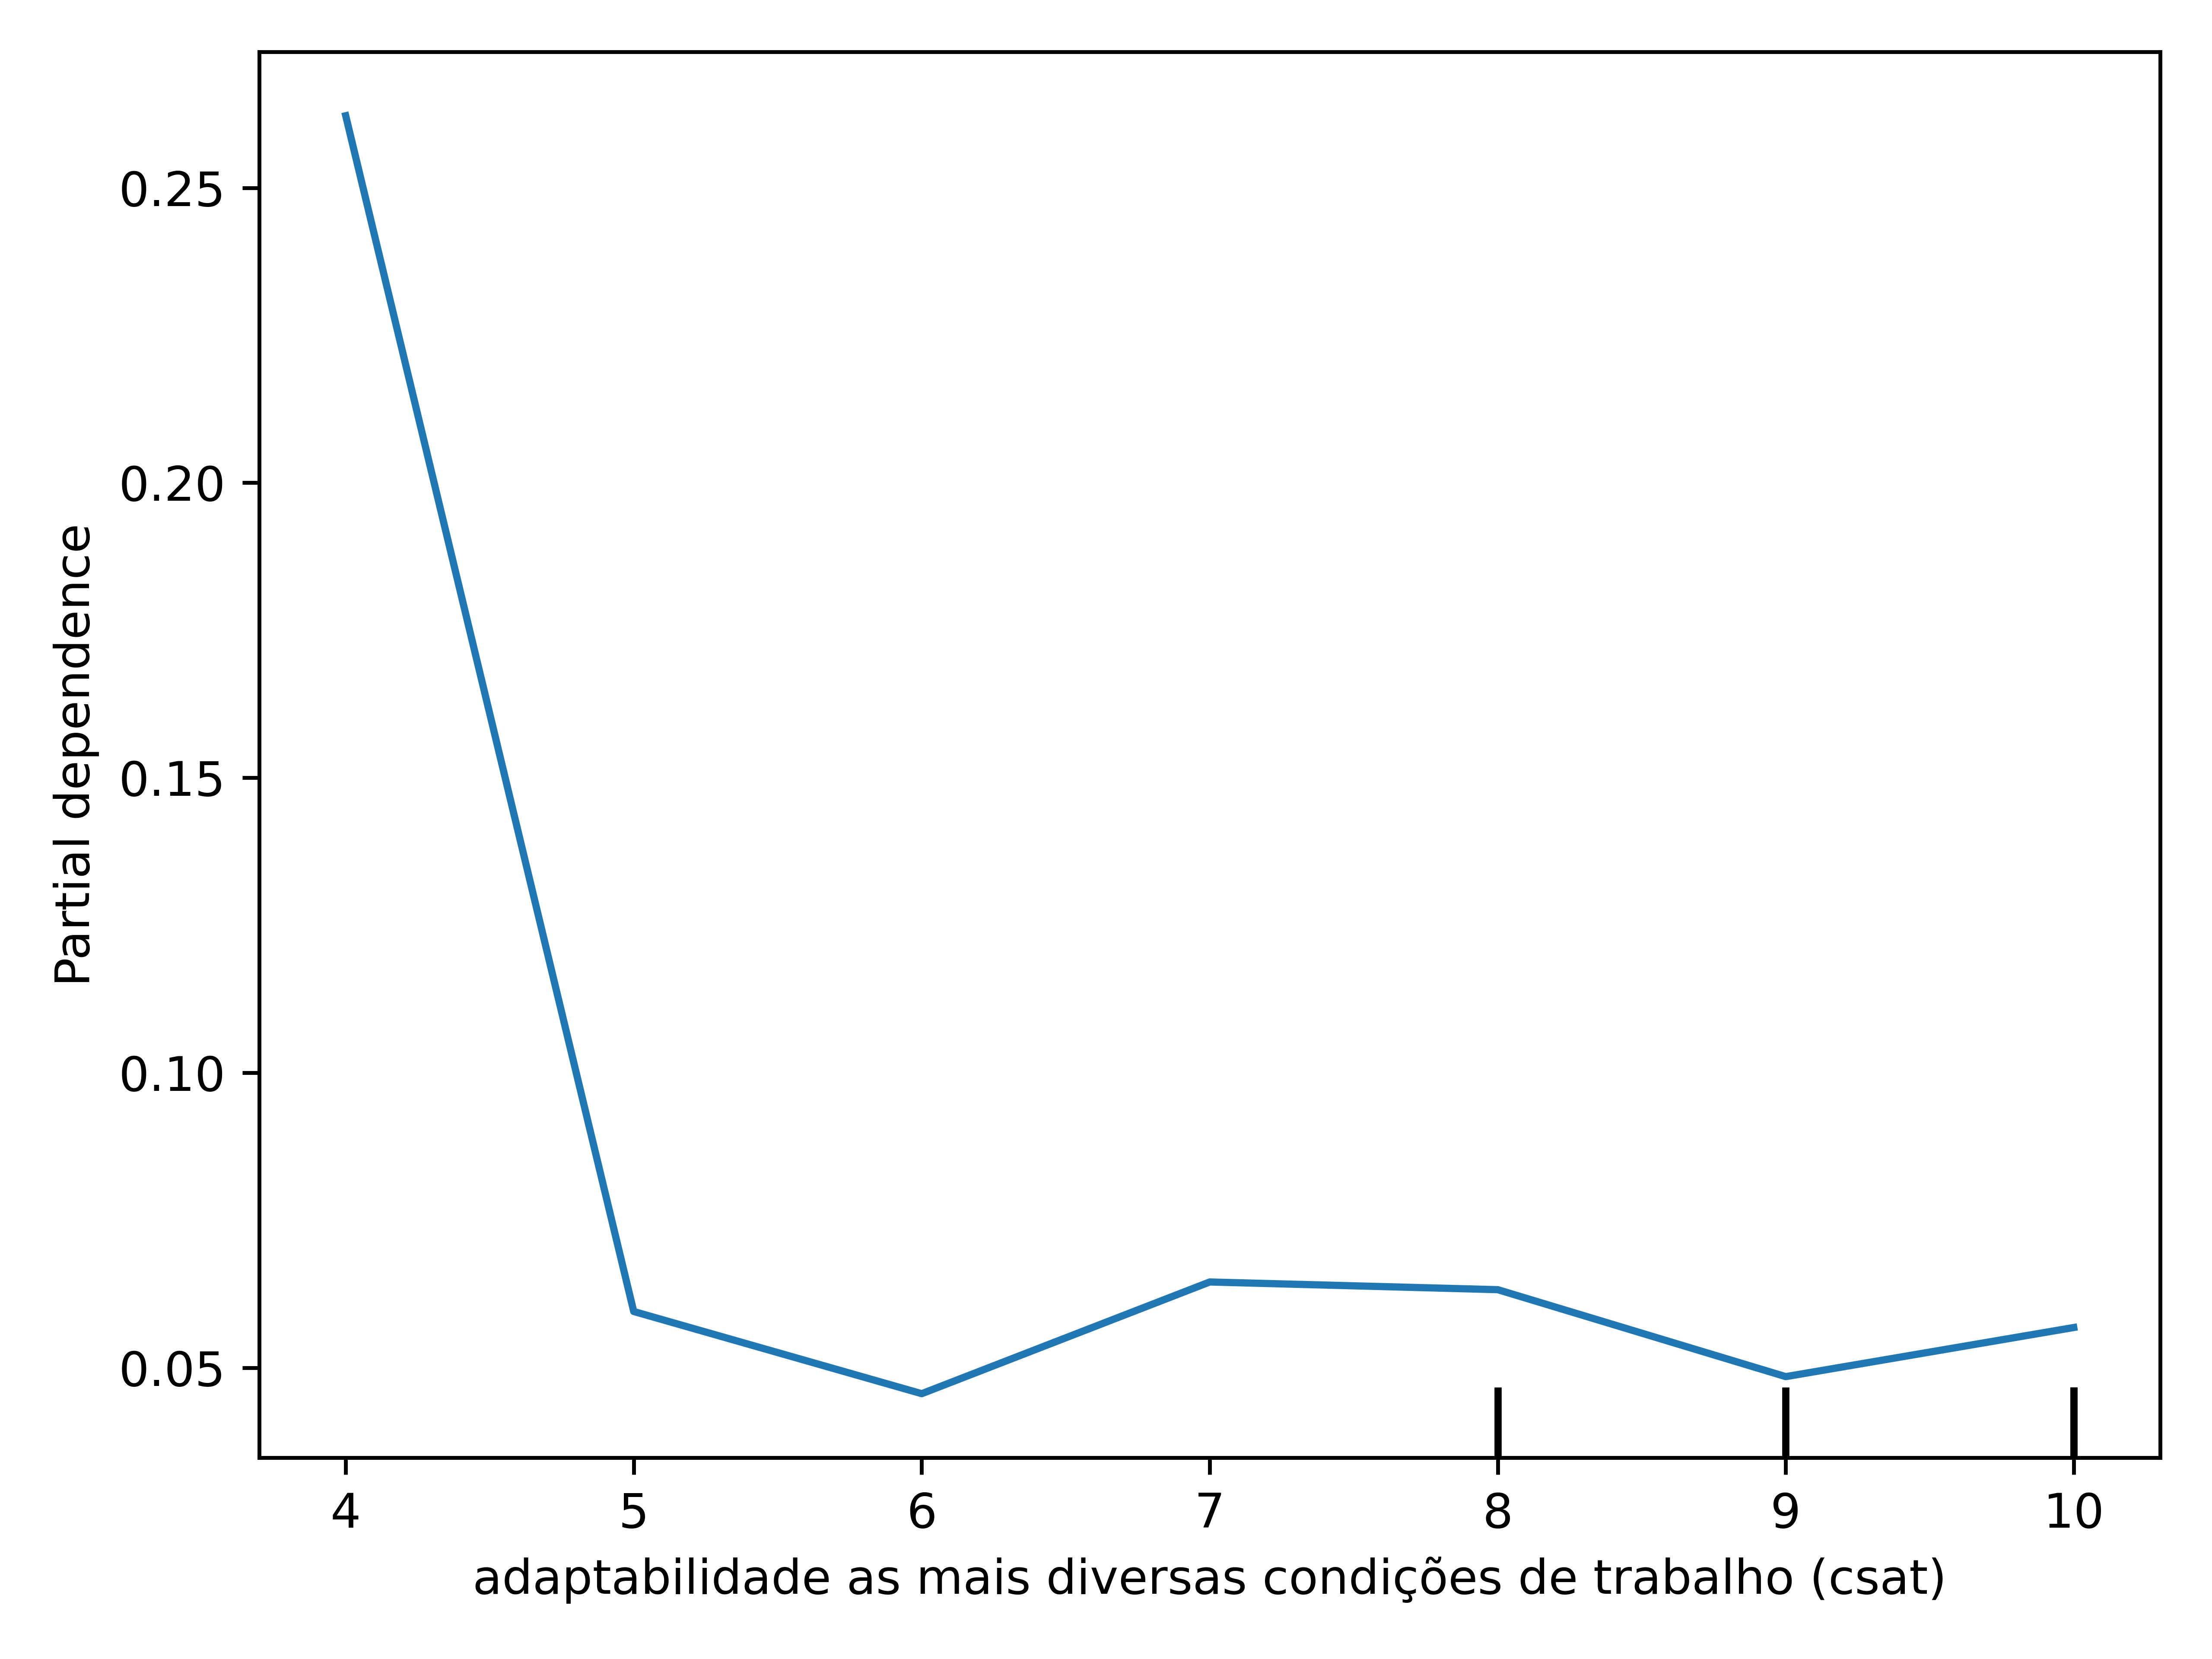 0.25
0.20
0.15
0.10
0.05
Partial dependence
4 5 6 7 8 9 10
adaptabilidade as mais diversas condições de trabalho (csat)